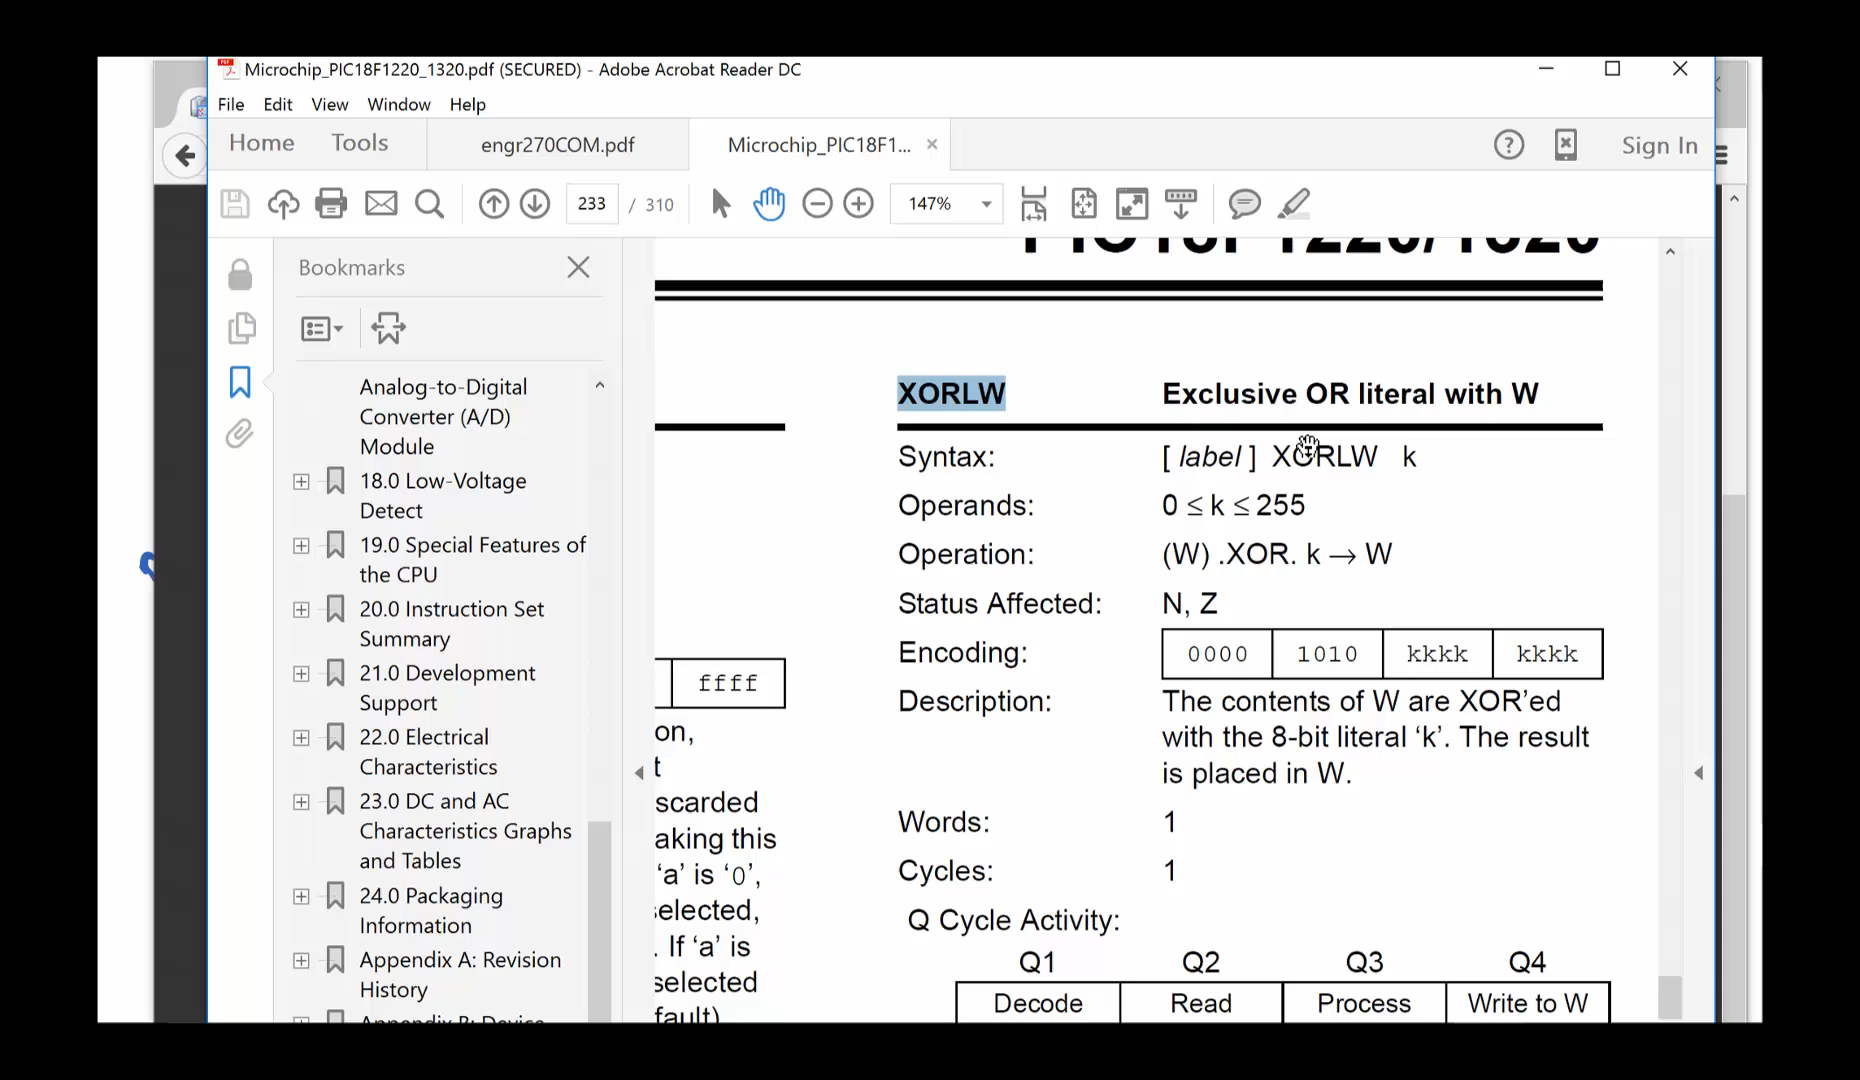 Microchip_PIC18F1220_1320.pdf (SECURED) - Adobe Acrobat Reader DC
File Edit View Window Help
Home Tools engr270COM.pdf Microchip_PIC18F1... × Sign In
233 / 310 147%
Bookmarks
Analog-to-Digital
Converter (A/D)
Module
18.0 Low-Voltage
Detect
19.0 Special Features of
the CPU
20.0 Instruction Set
Summary
21.0 Development
Support
22.0 Electrical
Characteristics
23.0 DC and AC
Characteristics Graphs
and Tables
24.0 Packaging
Information
Appendix A: Revision
History
Appendix B: Device
ffff
on,
t
scarded
aking this
‘a’ is ‘0’,
selected,
. If ‘a’ is
selected
fault)
PIC18F1220/1320
XORLW Exclusive OR literal with W
Syntax: [ label ] XORLW k
Operands: 0 ≤ k ≤ 255
Operation: (W) .XOR. k → W
Status Affected: N, Z
Encoding: 0000 1010 kkkk kkkk
Description: The contents of W are XOR’ed
with the 8-bit literal ‘k’. The result
is placed in W.
Words: 1
Cycles: 1
Q Cycle Activity:
Q1 Q2 Q3 Q4
Decode Read Process Write to W